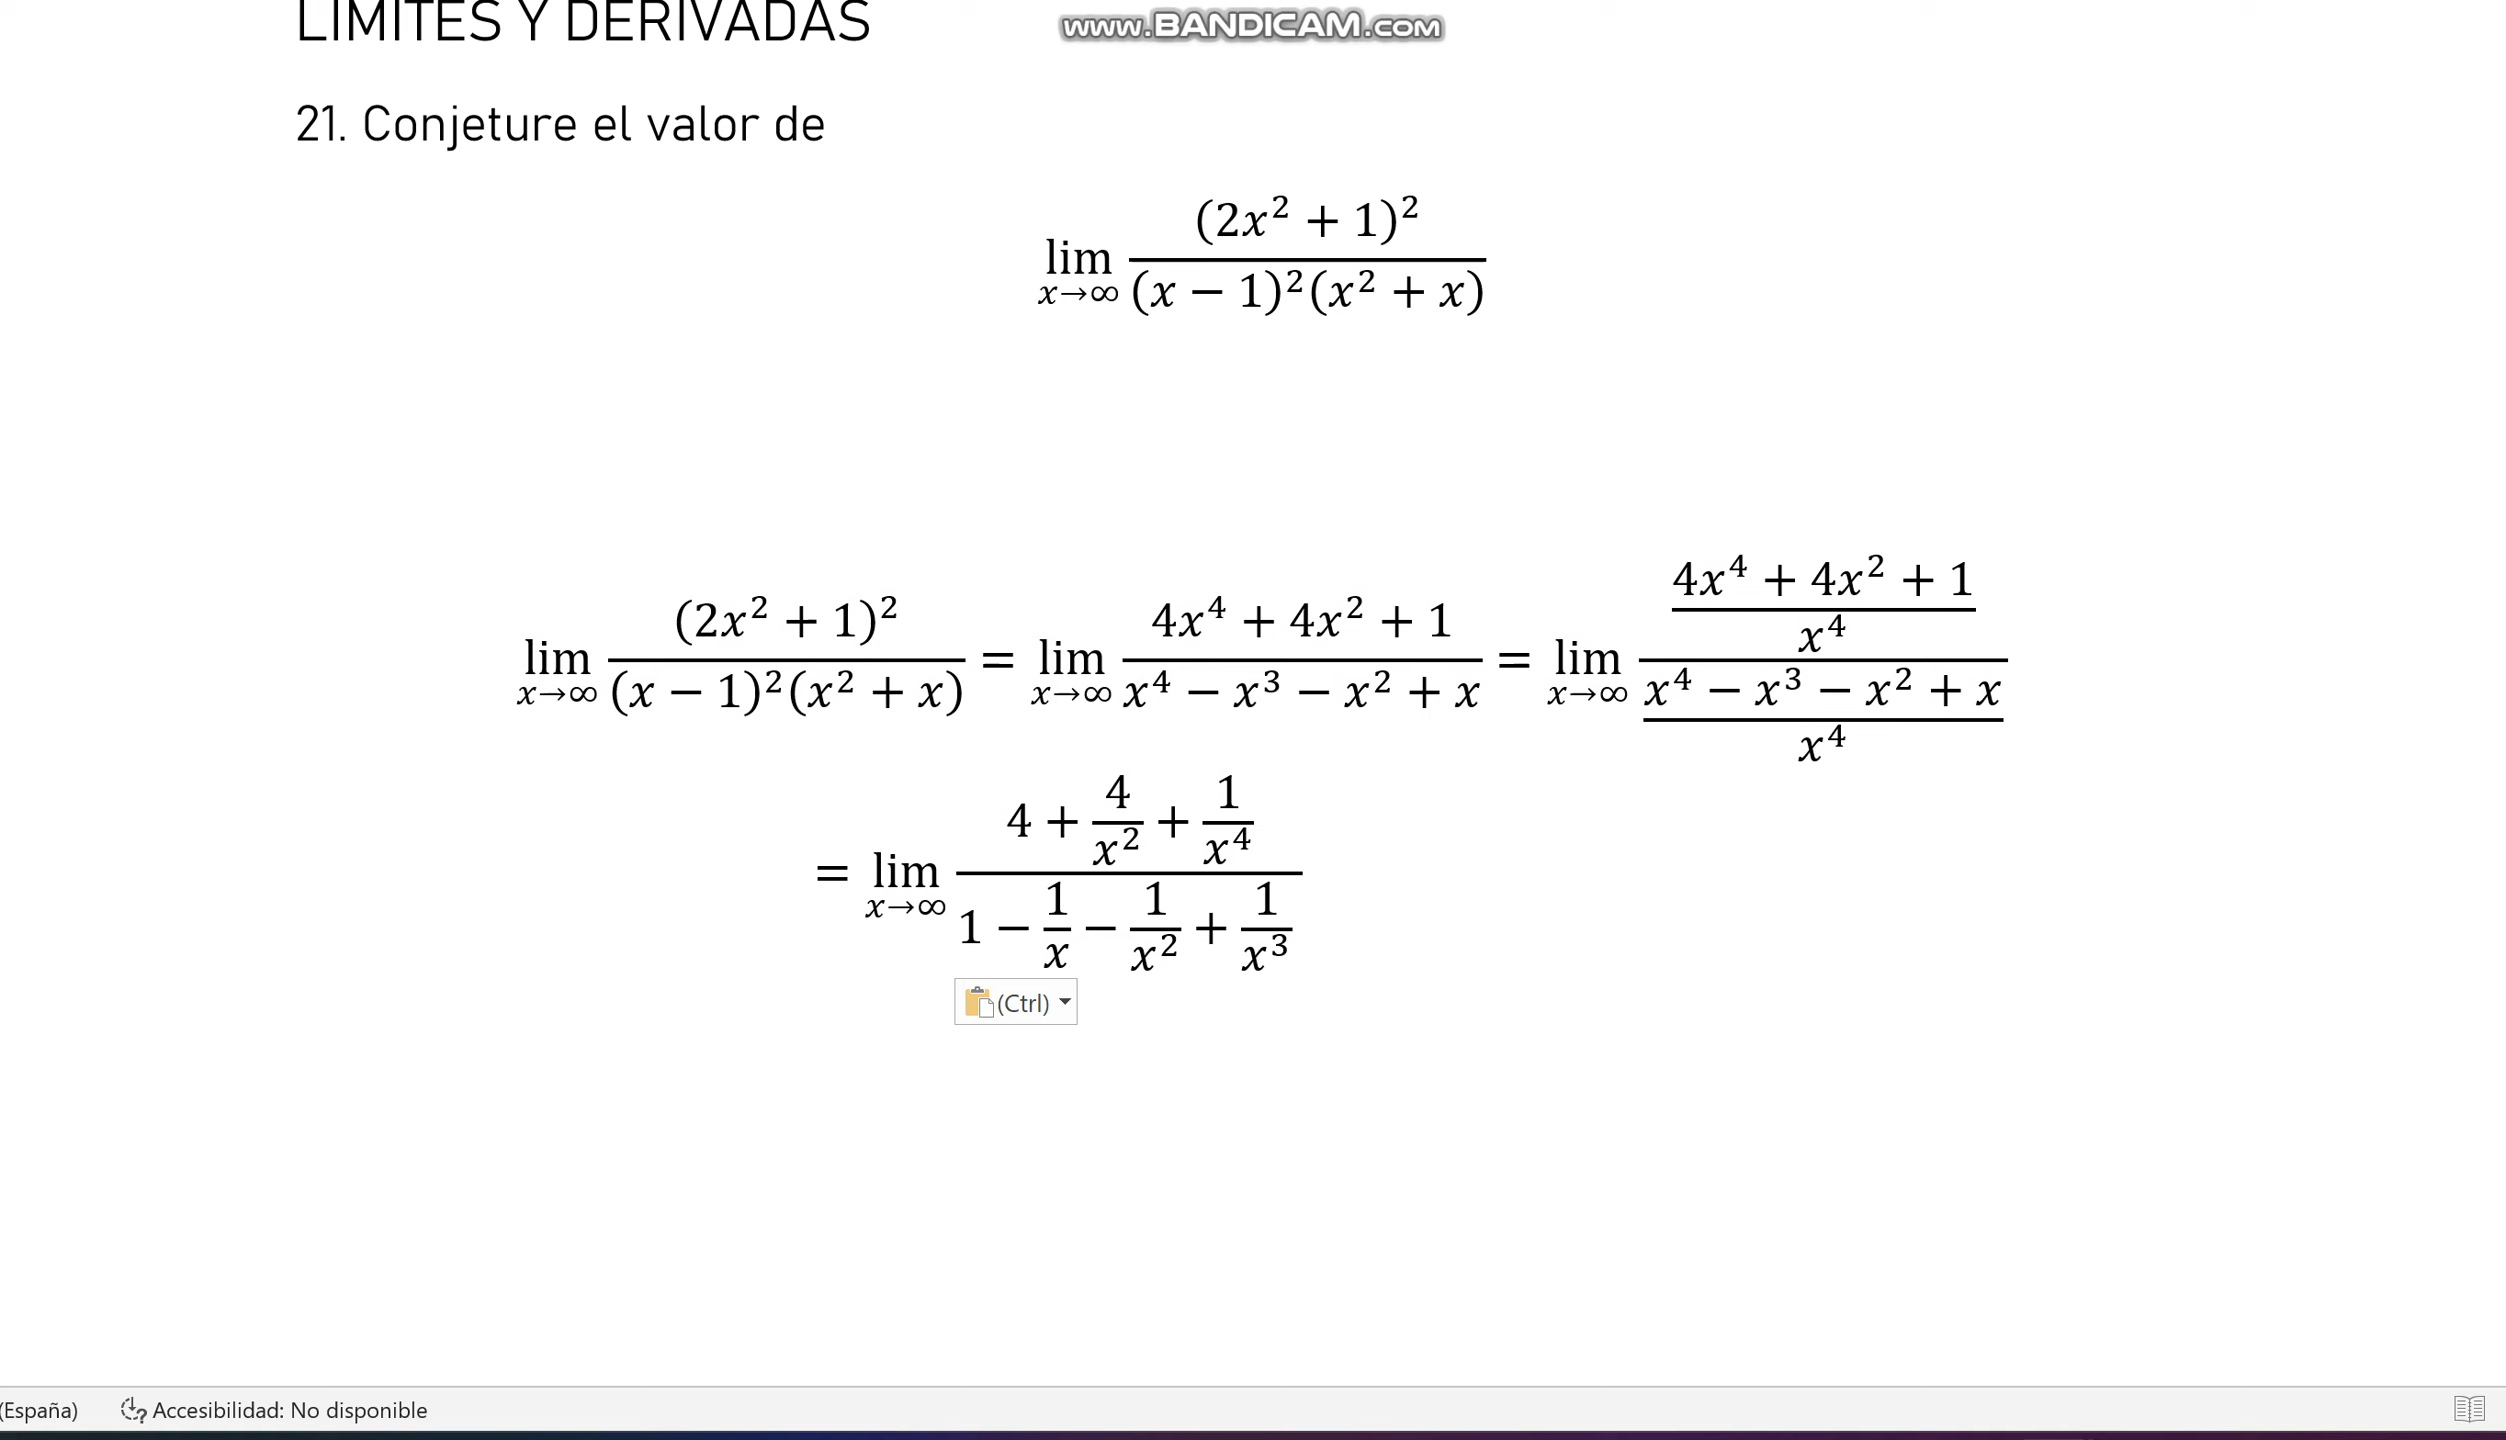 LIMITES Y DERIVADAS
www.BANDICAM.com
21. Conjeture el valor de
lim x→∞ (2x² + 1)² / (x − 1)²(x² + x)
lim x→∞ (2x² + 1)² / (x − 1)²(x² + x) = lim x→∞ 4x⁴ + 4x² + 1 / x⁴ − x³ − x² + x = lim x→∞ (4x⁴ + 4x² + 1 / x⁴) / (x⁴ − x³ − x² + x / x⁴)
= lim x→∞ (4 + 4/x² + 1/x⁴) / (1 − 1/x − 1/x² + 1/x³)
(Ctrl)
(España) Accesibilidad: No disponible